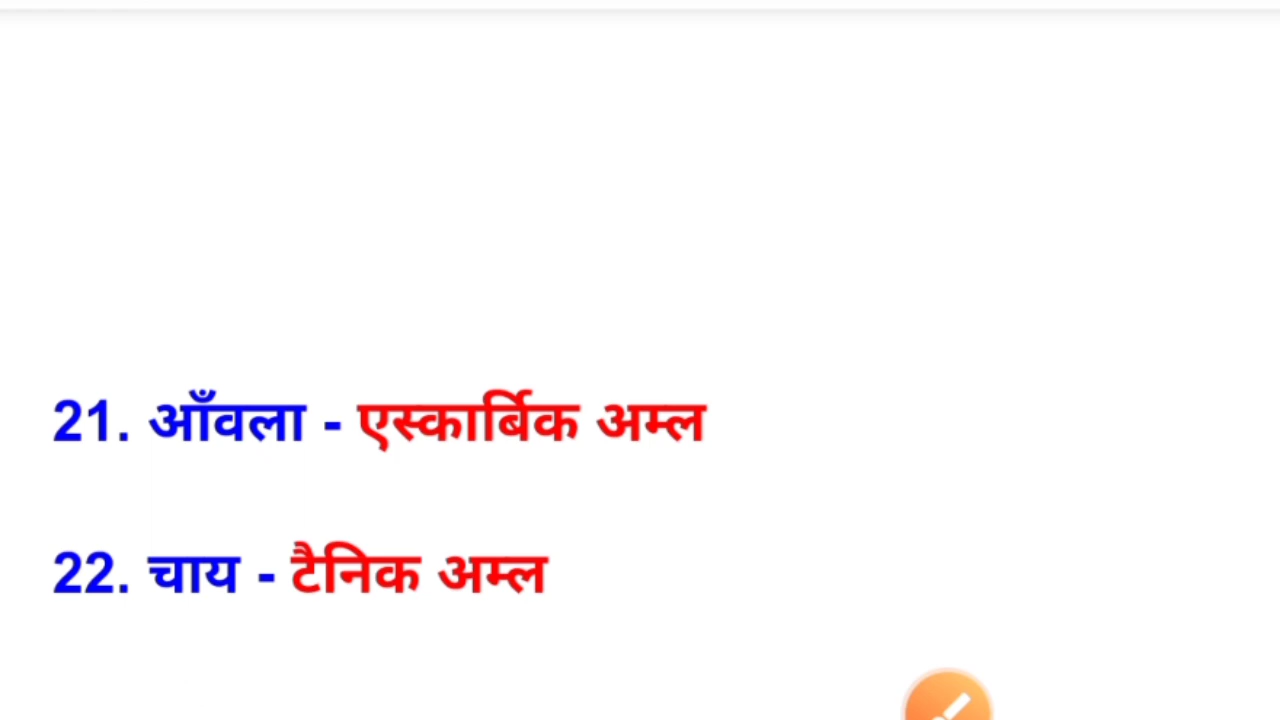 21. आँवला - एस्कार्बिक अम्ल
22. चाय - टैनिक अम्ल